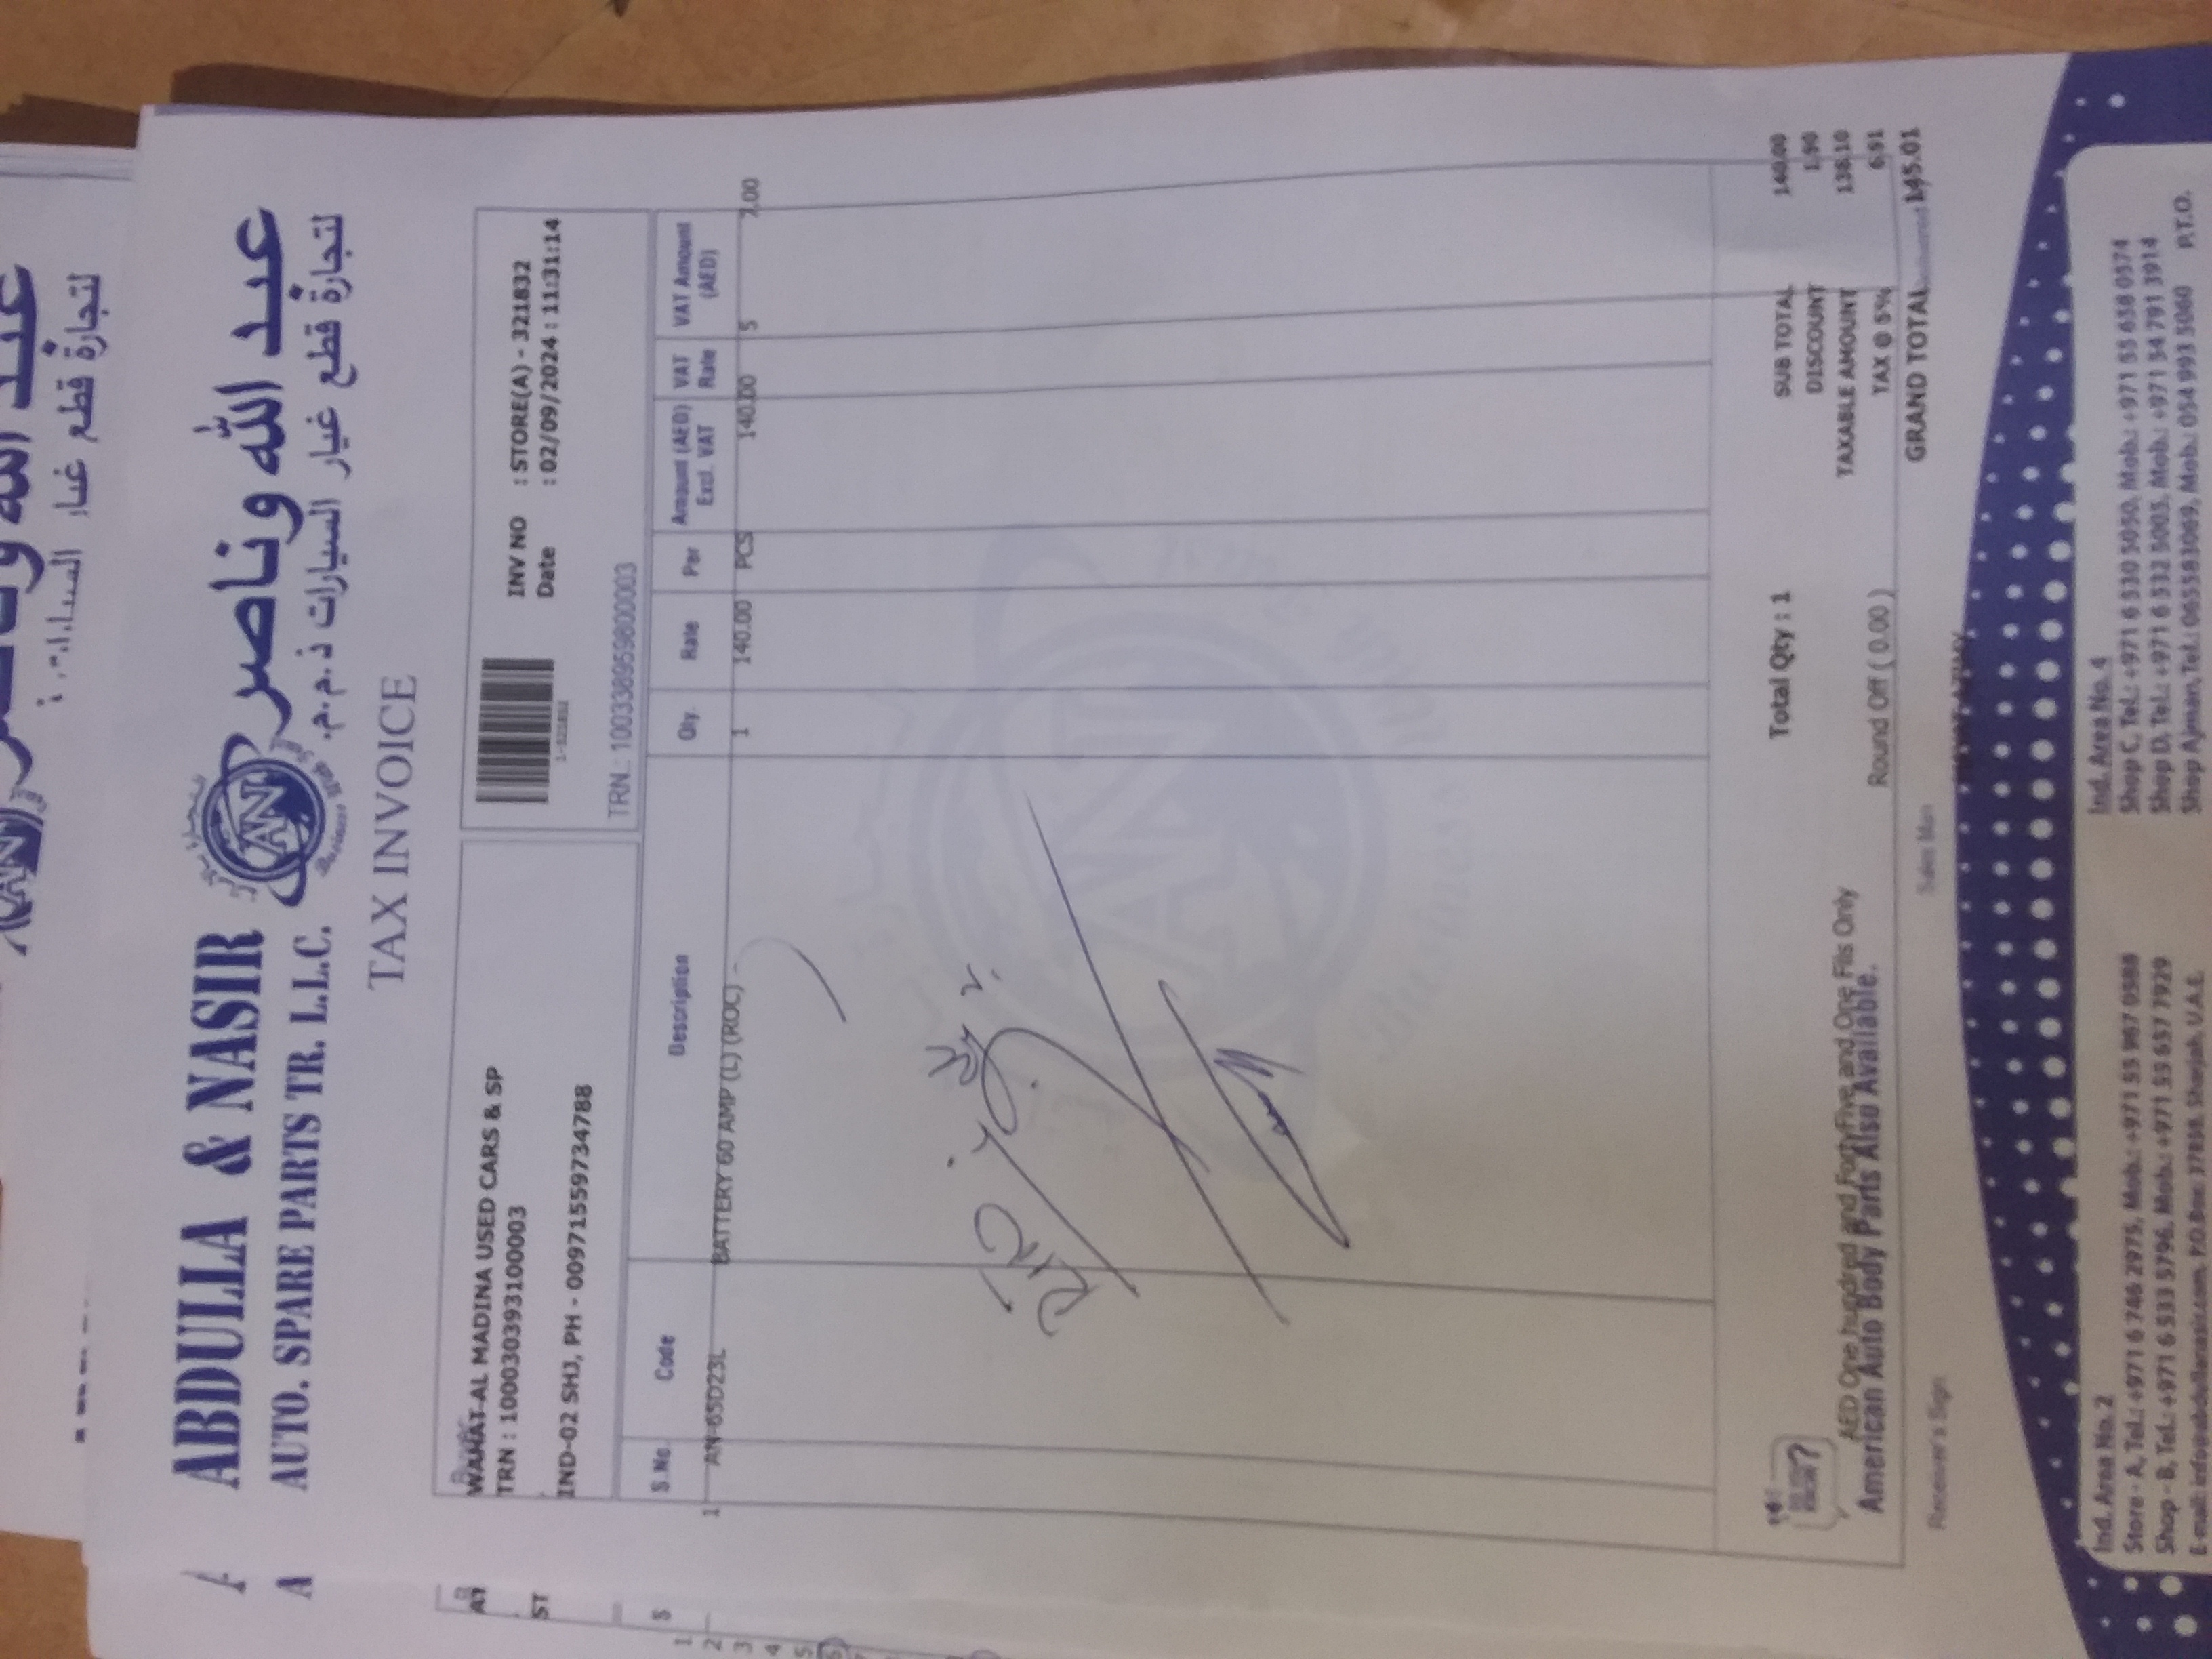 ABDULLA & NASIR
عبد الله وناصر
AUTO. SPARE PARTS TR. L.L.C.
لتجارة قطع غيار السيارات ذ.م.م.
AN
TAX INVOICE
WAHAT AL MADINA USED CARS & SP
TRN : 100030393100003
IND-02 SHJ, PH - 00971559734788
INV NO : STORE(A) - 321832
Date : 02/09/2024 : 11:31:14
TRN.: 100338959800003
S.No. Code Description Qty. Rate Per Amount (AED) Excl. VAT VAT Rate VAT Amount (AED)
1 AN-65D23L BATTERY 60 AMP (L) (ROC) - 1 140.00 PCS 140.00 5 7.00
Total Qty : 1
SUB TOTAL 140.00
DISCOUNT 1.90
TAXABLE AMOUNT 138.10
TAX @ 5% 6.91
Round Off ( 0.00 )
GRAND TOTAL 145.01
AED One hundred and Forty Five and One Fils Only
American Auto Body Parts Also Available.
Receiver's Sign
Sales Man
Ind. Area No. 2
Store - A, Tel.: +971 6 746 2975, Mob.: +971 55 987 0588
Shop - B, Tel.: +971 6 533 5796, Mob.: +971 55 637 7929
P.O.Box: 37858, Sharjah, U.A.E.
Ind. Area No. 4
Shop C, Tel.: +971 6 530 5050, Mob.: +971 55 658 0574
Shop D, Tel.: +971 6 532 5005, Mob.: +971 54 791 3914
Shop Ajman, Tel.: 065583069, Mob.: 054 993 5060
P.T.O.